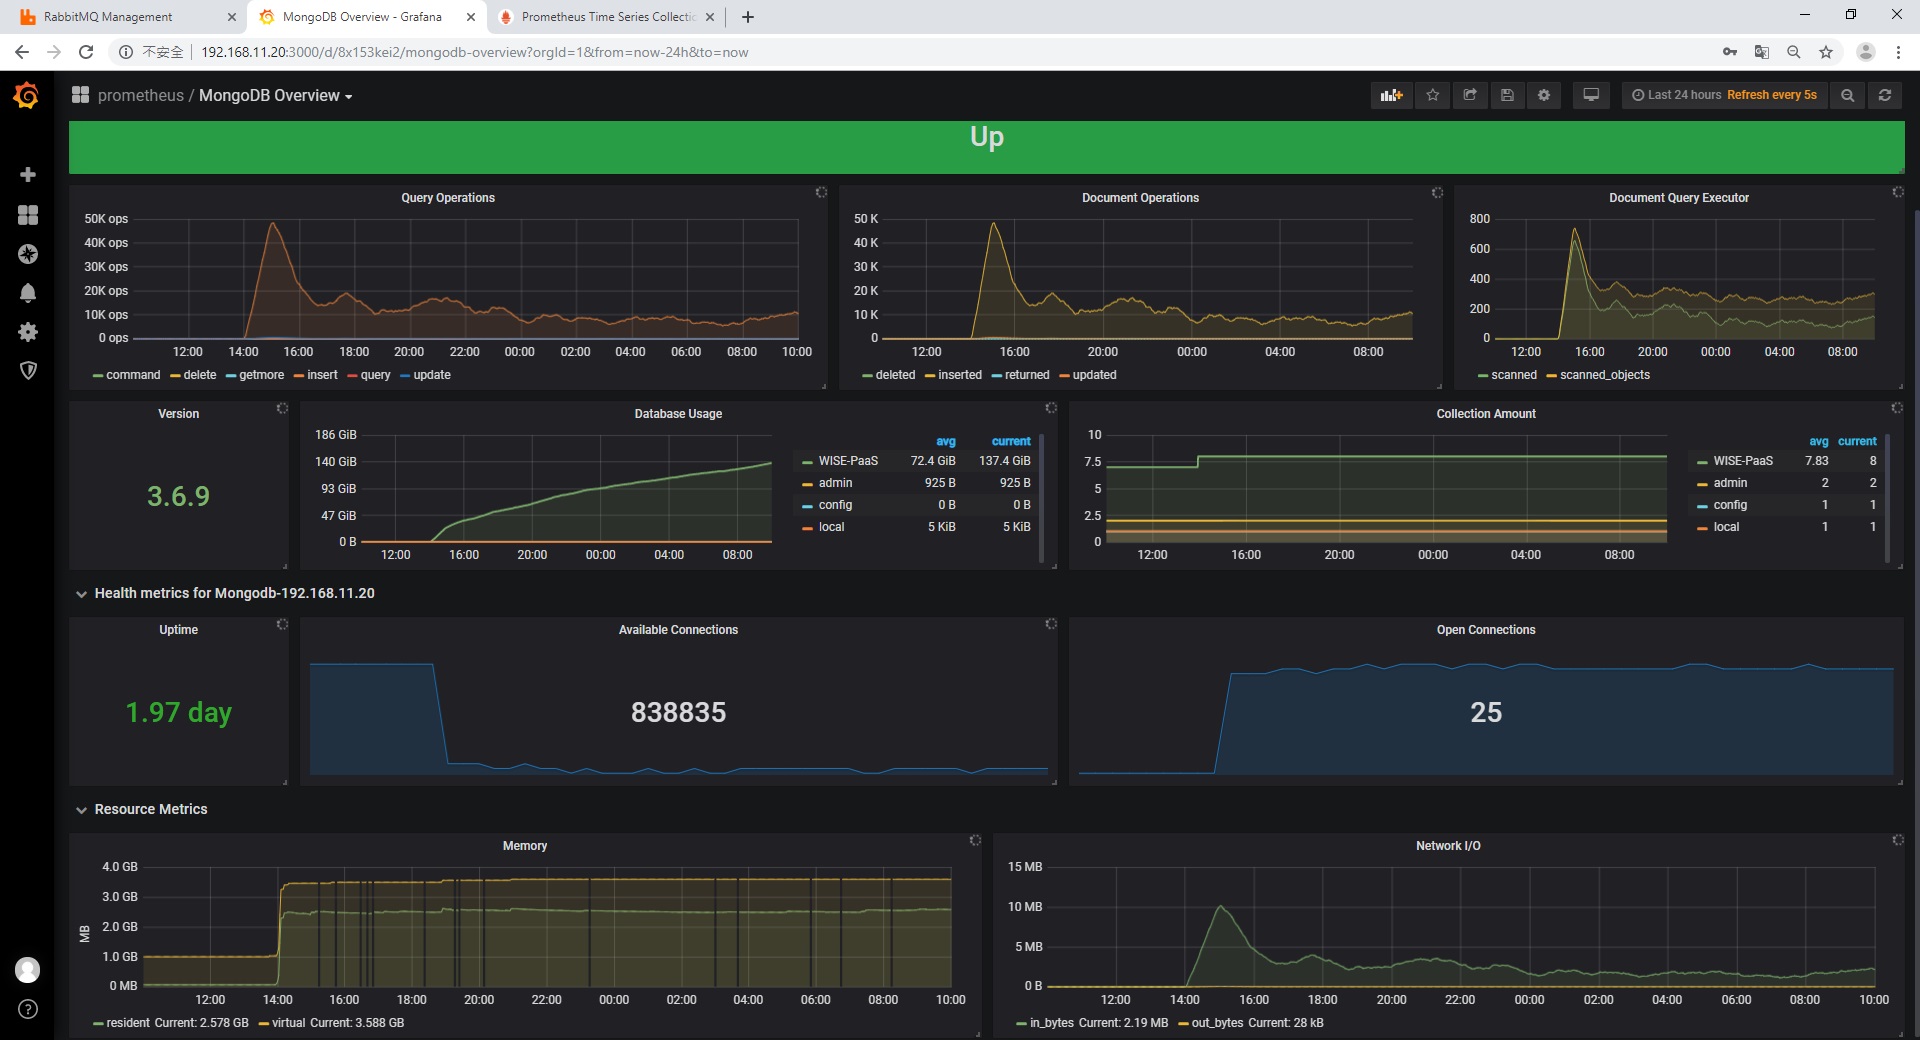 RabbitMQ Management
MongoDB Overview - Grafana
Prometheus Time Series Collectio
不安全
192.168.11.20:3000/d/8x153kei2/mongodb-overview?orgId=1&from=now-24h&to=now
prometheus / MongoDB Overview
Last 24 hours Refresh every 5s
Up
Query Operations
50K ops
40K ops
30K ops
20K ops
10K ops
0 ops
12:00 14:00 16:00 18:00 20:00 22:00 00:00 02:00 04:00 06:00 08:00 10:00
command delete getmore insert query update
Document Operations
50 K
40 K
30 K
20 K
10 K
0
12:00 16:00 20:00 00:00 04:00 08:00
deleted inserted returned updated
Document Query Executor
800
600
400
200
0
12:00 16:00 20:00 00:00 04:00 08:00
scanned scanned_objects
Version
3.6.9
Database Usage
186 GiB
140 GiB
93 GiB
47 GiB
0 B
12:00 16:00 20:00 00:00 04:00 08:00
avg current
WISE-PaaS 72.4 GiB 137.4 GiB
admin 925 B 925 B
config 0 B 0 B
local 5 KiB 5 KiB
Collection Amount
10
7.5
5
2.5
0
12:00 16:00 20:00 00:00 04:00 08:00
avg current
WISE-PaaS 7.83 8
admin 2 2
config 1 1
local 1 1
Health metrics for Mongodb-192.168.11.20
Uptime
1.97 day
Available Connections
838835
Open Connections
25
Resource Metrics
Memory
MB
4.0 GB
3.0 GB
2.0 GB
1.0 GB
0 MB
12:00 14:00 16:00 18:00 20:00 22:00 00:00 02:00 04:00 06:00 08:00 10:00
resident Current: 2.578 GB virtual Current: 3.588 GB
Network I/O
15 MB
10 MB
5 MB
0 B
12:00 14:00 16:00 18:00 20:00 22:00 00:00 02:00 04:00 06:00 08:00 10:00
in_bytes Current: 2.19 MB out_bytes Current: 28 kB